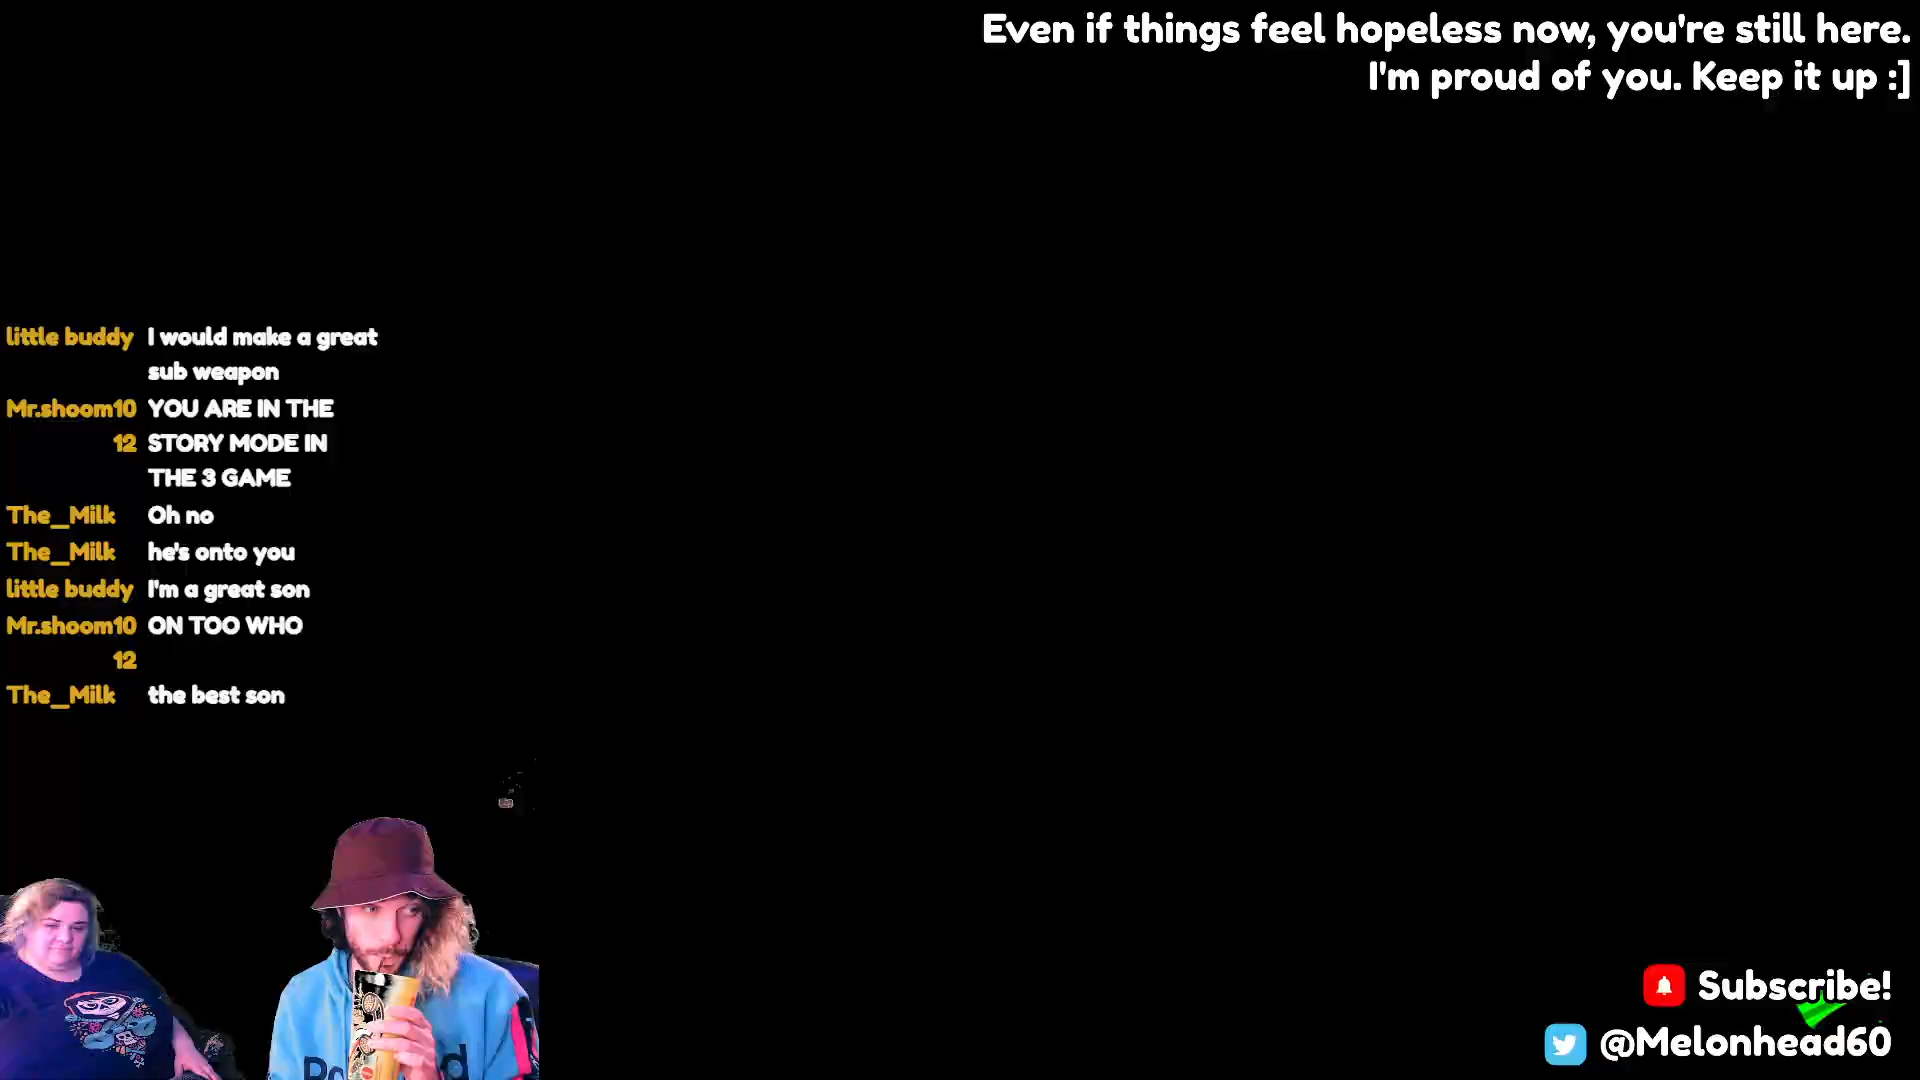 Even if things feel hopeless now, you're still here.
I'm proud of you. Keep it up :]
little buddy I would make a great
sub weapon
Mr.shoom10 YOU ARE IN THE
12 STORY MODE IN
THE 3 GAME
The_Milk Oh no
The_Milk he's onto you
little buddy I'm a great son
Mr.shoom10 ON TOO WHO
12
The_Milk the best son
Subscribe!
@Melonhead60